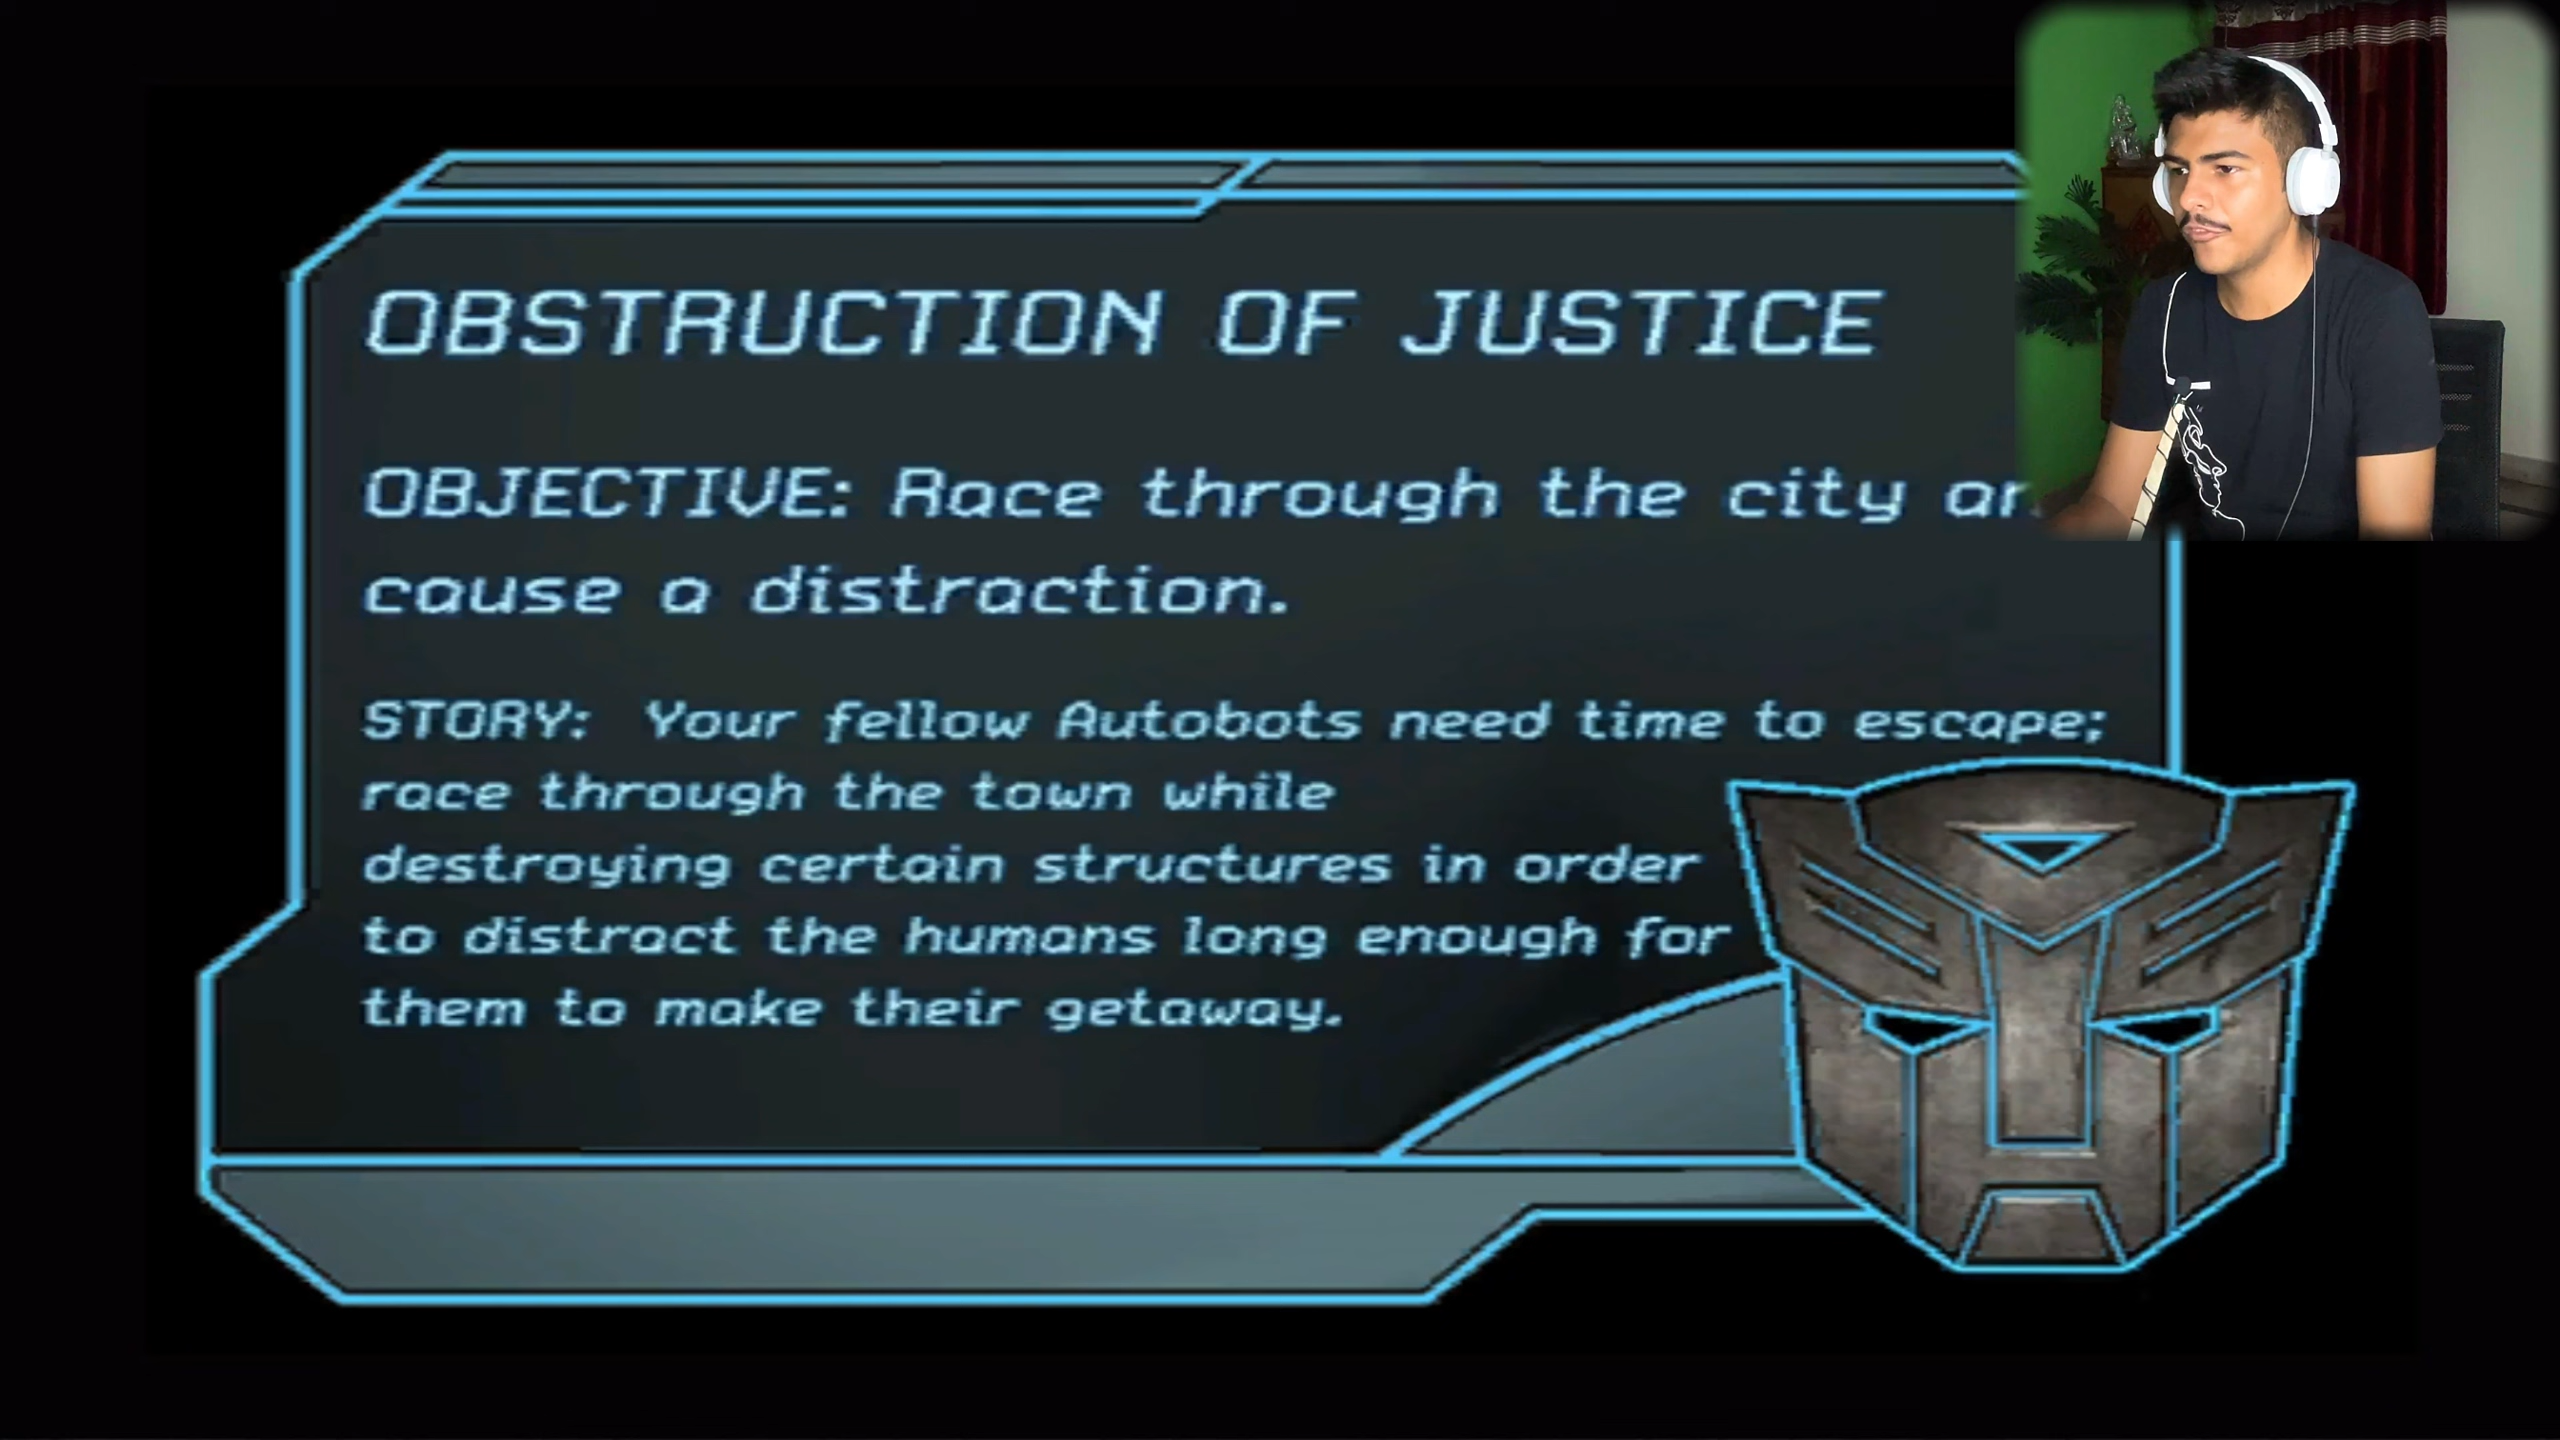 OBSTRUCTION OF JUSTICE
OBJECTIVE: Race through the city
cause a distraction.
STORY: Your fellow Autobots need time to escape;
race through the town while
destroying certain structures in order
to distract the humans long enough for
them to make their getaway.